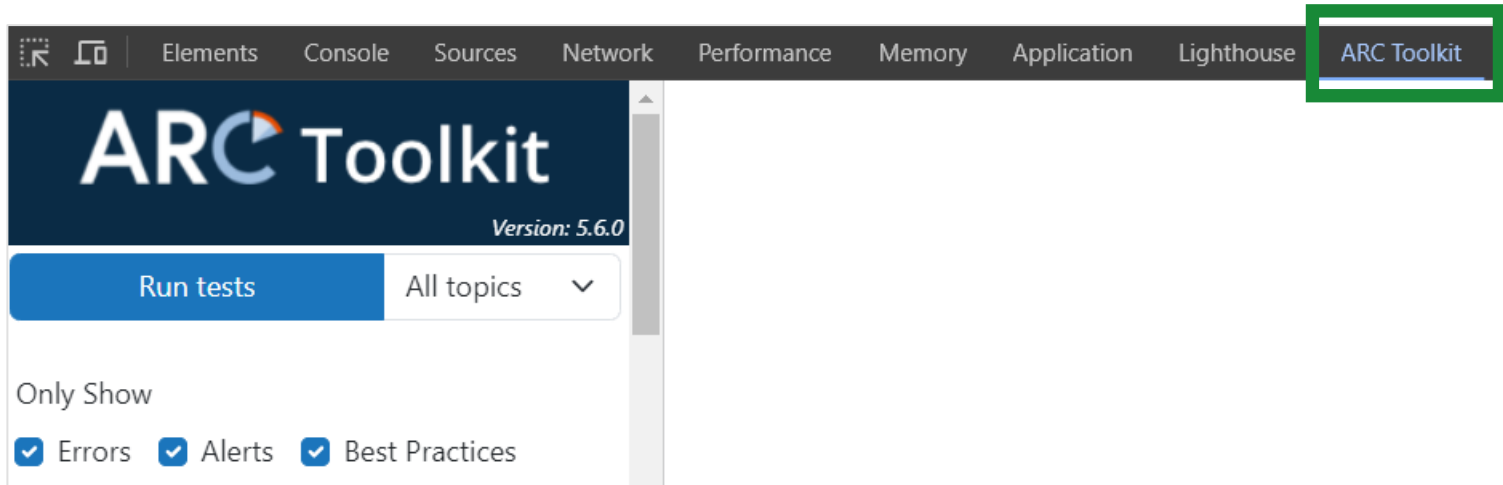 Elements Console Sources Network Performance Memory Application Lighthouse ARC Toolkit
ARC Toolkit
Version: 5.6.0
Run tests All topics
Only Show
Errors Alerts Best Practices